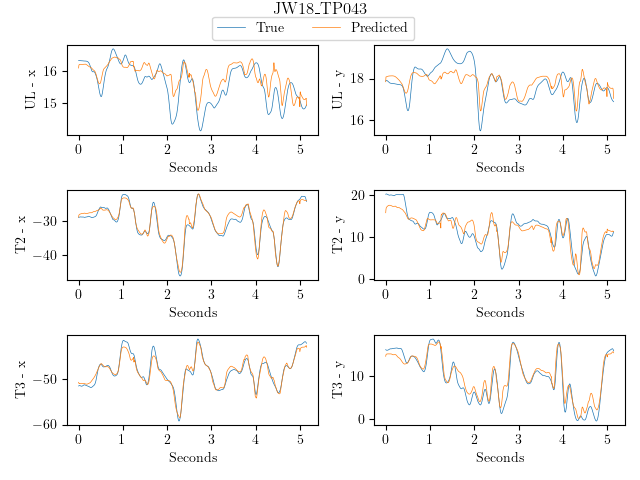 JW18_TP043
True Predicted
UL - x
16
15
0 1 2 3 4 5
Seconds
UL - y
18
16
0 1 2 3 4 5
Seconds
T2 - x
−30
−40
0 1 2 3 4 5
Seconds
T2 - y
20
10
0
0 1 2 3 4 5
Seconds
T3 - x
−50
−60
0 1 2 3 4 5
Seconds
T3 - y
10
0
0 1 2 3 4 5
Seconds